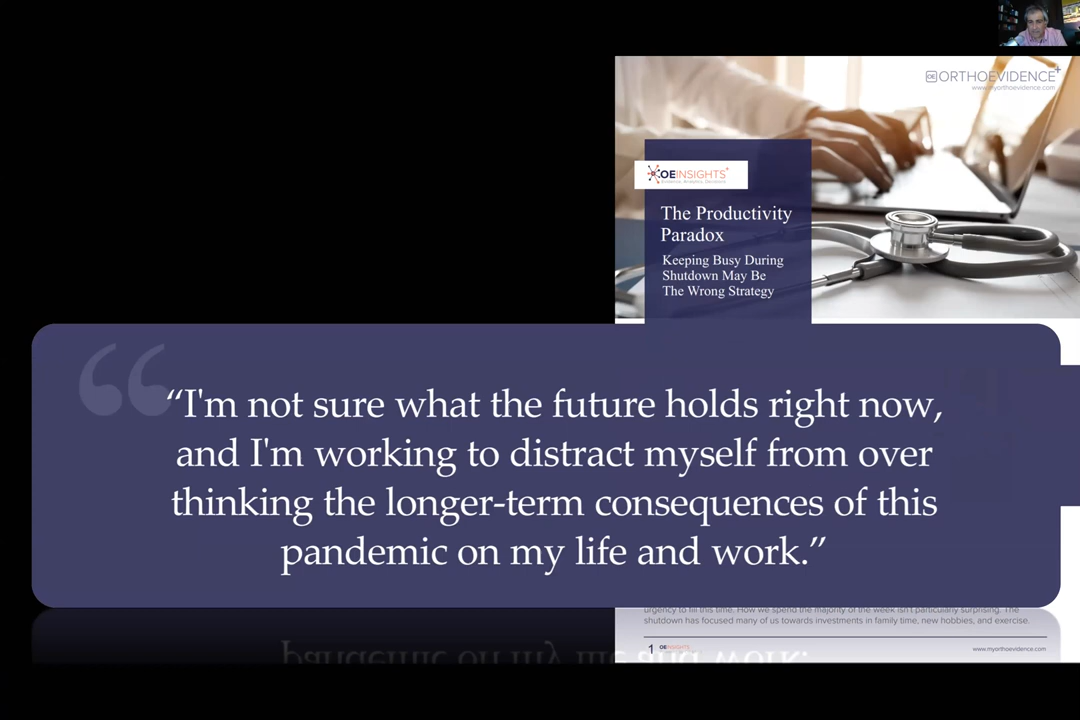 OE ORTHOEVIDENCE+
www.myorthoevidence.com
OEINSIGHTS+
The Productivity
Paradox
Keeping Busy During
Shutdown May Be
The Wrong Strategy
“I'm not sure what the future holds right now,
and I'm working to distract myself from over
thinking the longer-term consequences of this
pandemic on my life and work.”
urgency to fill this time. How we spend the majority of the week isn't particularly surprising. The
shutdown has focused many of us towards investments in family time, new hobbies, and exercise.
1 OEINSIGHTS
www.myorthoevidence.com